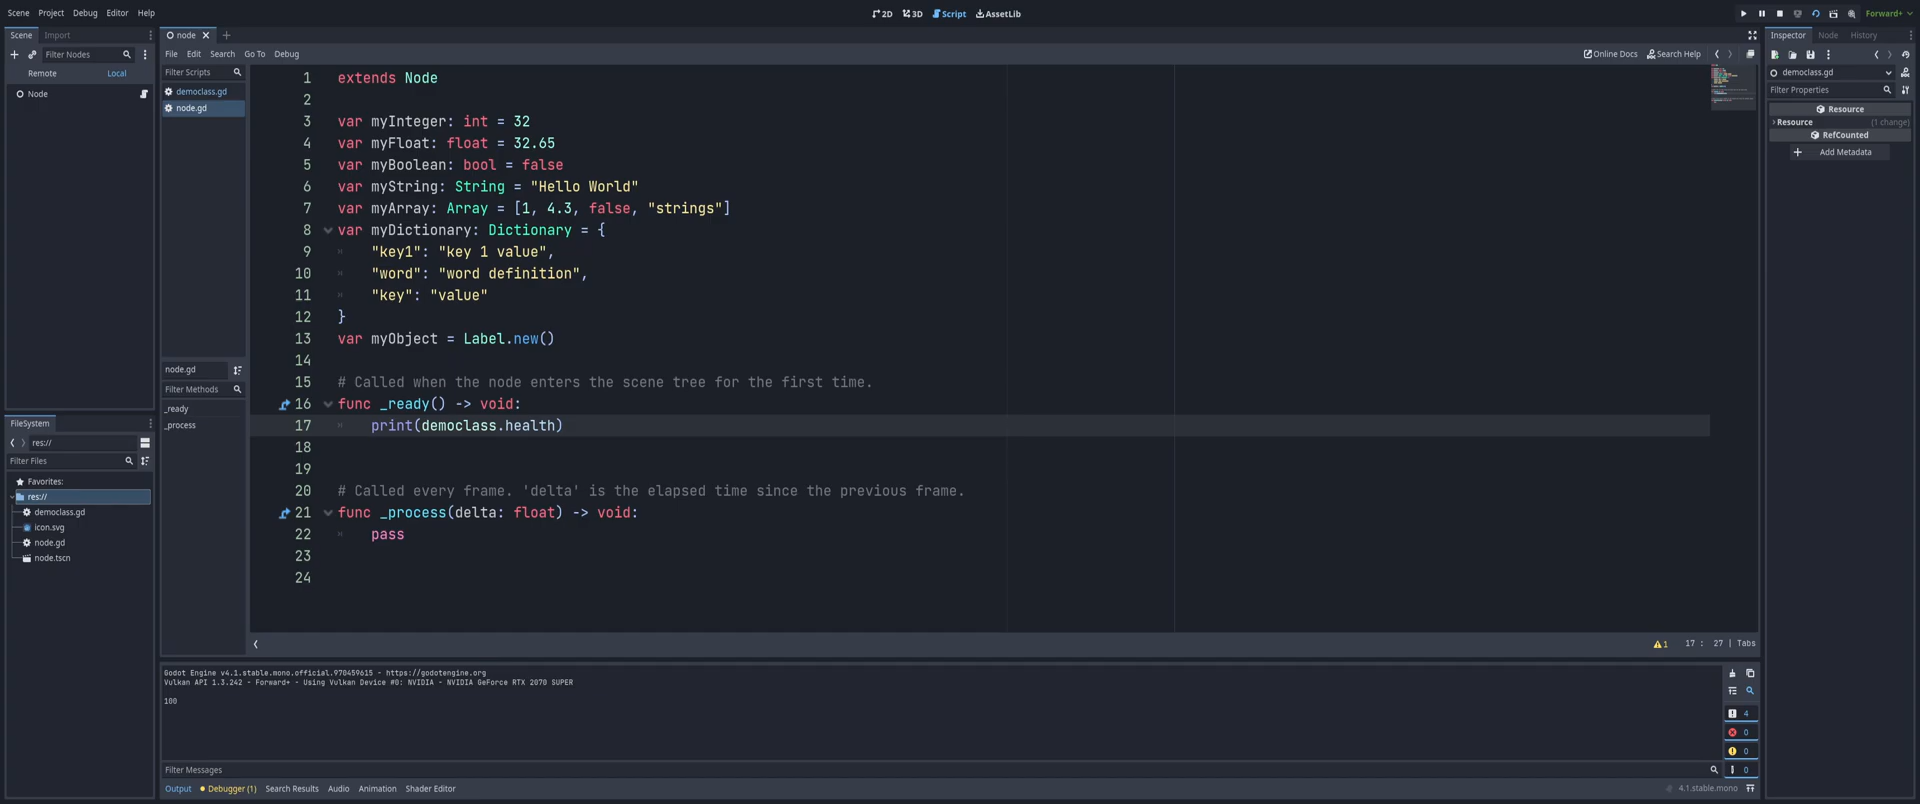 Scene Project Debug Editor Help
2D 3D Script AssetLib
Forward+
Scene Import
Filter Nodes
Remote Local
Node
node
File Edit Search Go To Debug
Online Docs Search Help
Filter Scripts
democlass.gd
node.gd
node.gd
Filter Methods
_ready
_process
1 extends Node
2
3 var myInteger: int = 32
4 var myFloat: float = 32.65
5 var myBoolean: bool = false
6 var myString: String = "Hello World"
7 var myArray: Array = [1, 4.3, false, "strings"]
8 var myDictionary: Dictionary = {
9 "key1": "key 1 value",
10 "word": "word definition",
11 "key": "value"
12 }
13 var myObject = Label.new()
14
15 # Called when the node enters the scene tree for the first time.
16 func _ready() -> void:
17 print(democlass.health)
18
19
20 # Called every frame. 'delta' is the elapsed time since the previous frame.
21 func _process(delta: float) -> void:
22 pass
23
24
1 17 : 27 | Tabs
FileSystem
res://
Filter Files
Favorites:
res://
democlass.gd
icon.svg
node.gd
node.tscn
Godot Engine v4.1.stable.mono.official.970459615 - https://godotengine.org
Vulkan API 1.3.242 - Forward+ - Using Vulkan Device #0: NVIDIA - NVIDIA GeForce RTX 2070 SUPER
100
4
0
0
0
Filter Messages
Output Debugger (1) Search Results Audio Animation Shader Editor
4.1.stable.mono
Inspector Node History
democlass.gd
Filter Properties
Resource
Resource (1 change)
RefCounted
Add Metadata